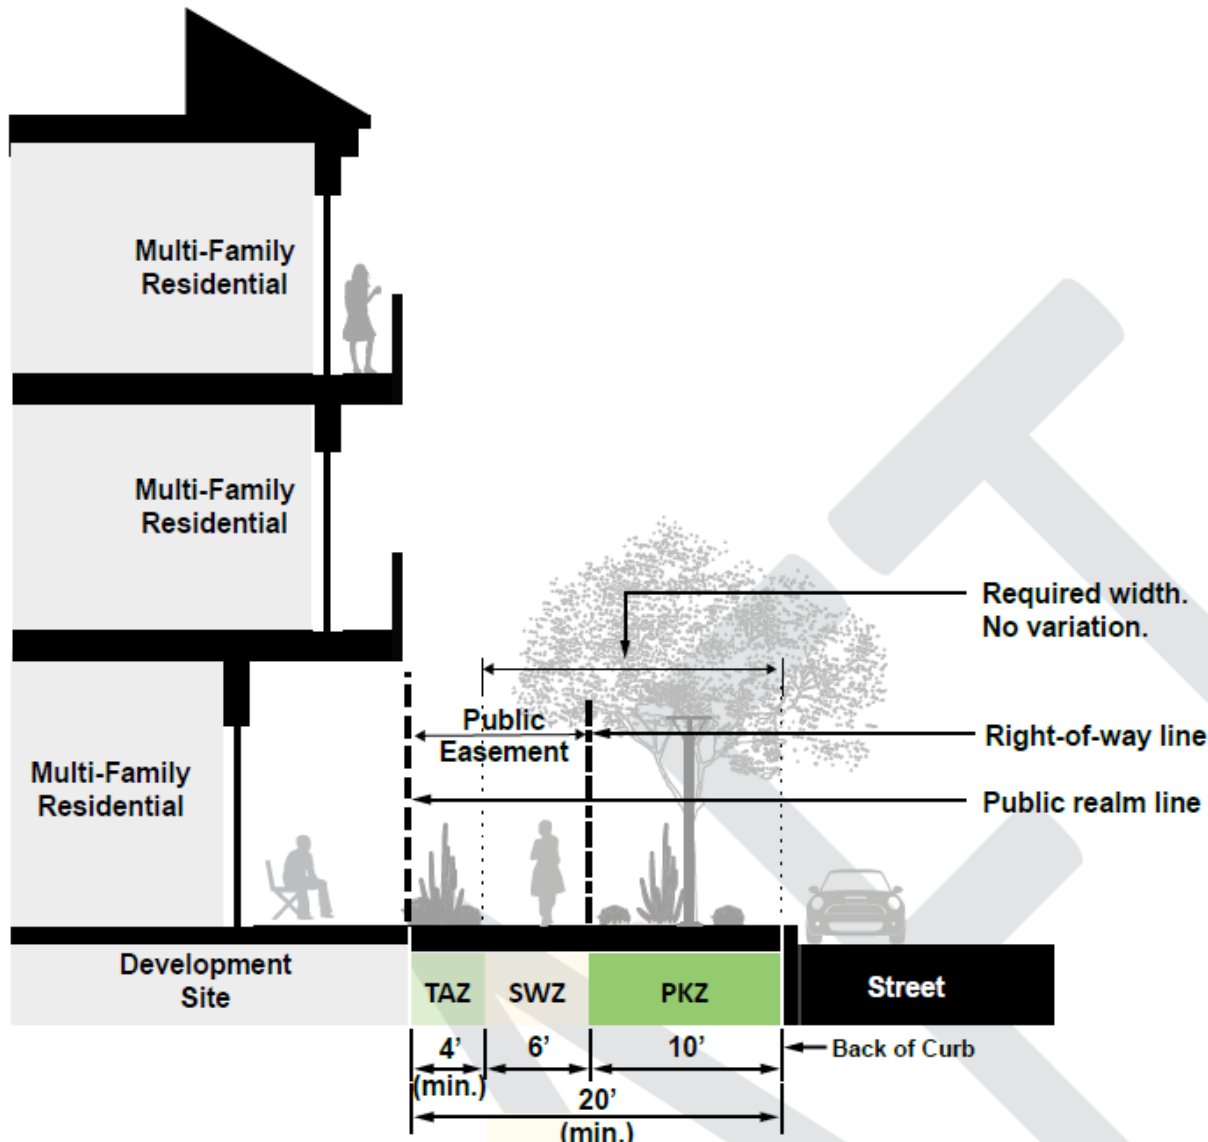 Multi-Family
Residential
Multi-Family
Residential
Required width.
No variation.
Public
Easement
Right-of-way line
Multi-Family
Residential
Public realm line
Development
Site
TAZ
SWZ
PKZ
Street
4’
(min.)
6’
10’
Back of Curb
20’
(min.)